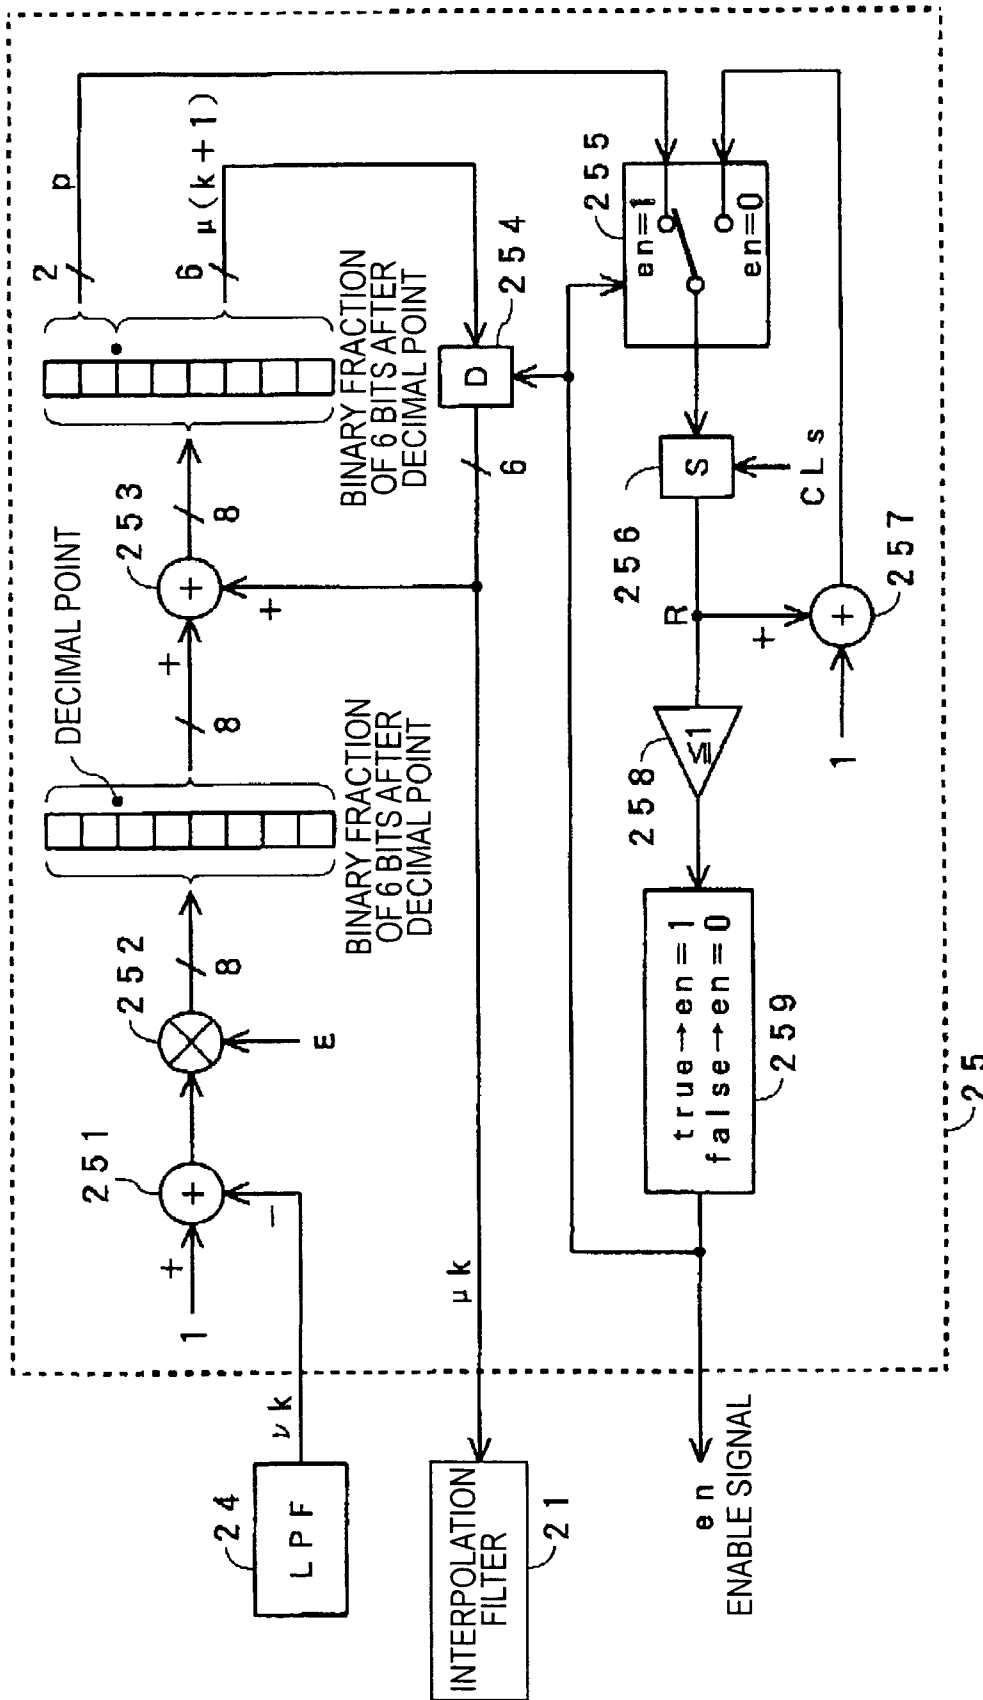 25
24
LPF
νk
1
+
−
251
252
E
8
BINARY FRACTION
OF 6 BITS AFTER
DECIMAL POINT
DECIMAL POINT
8
+
+
253
+
8
BINARY FRACTION
OF 6 BITS AFTER
DECIMAL POINT
2
p
6
μ(k+1)
D
254
6
μk
INTERPOLATION
FILTER
21
en
ENABLE SIGNAL
true→en=1
false→en=0
259
≦1
258
R
256
S
CLs
255
en=1
en=0
1
+
+
257